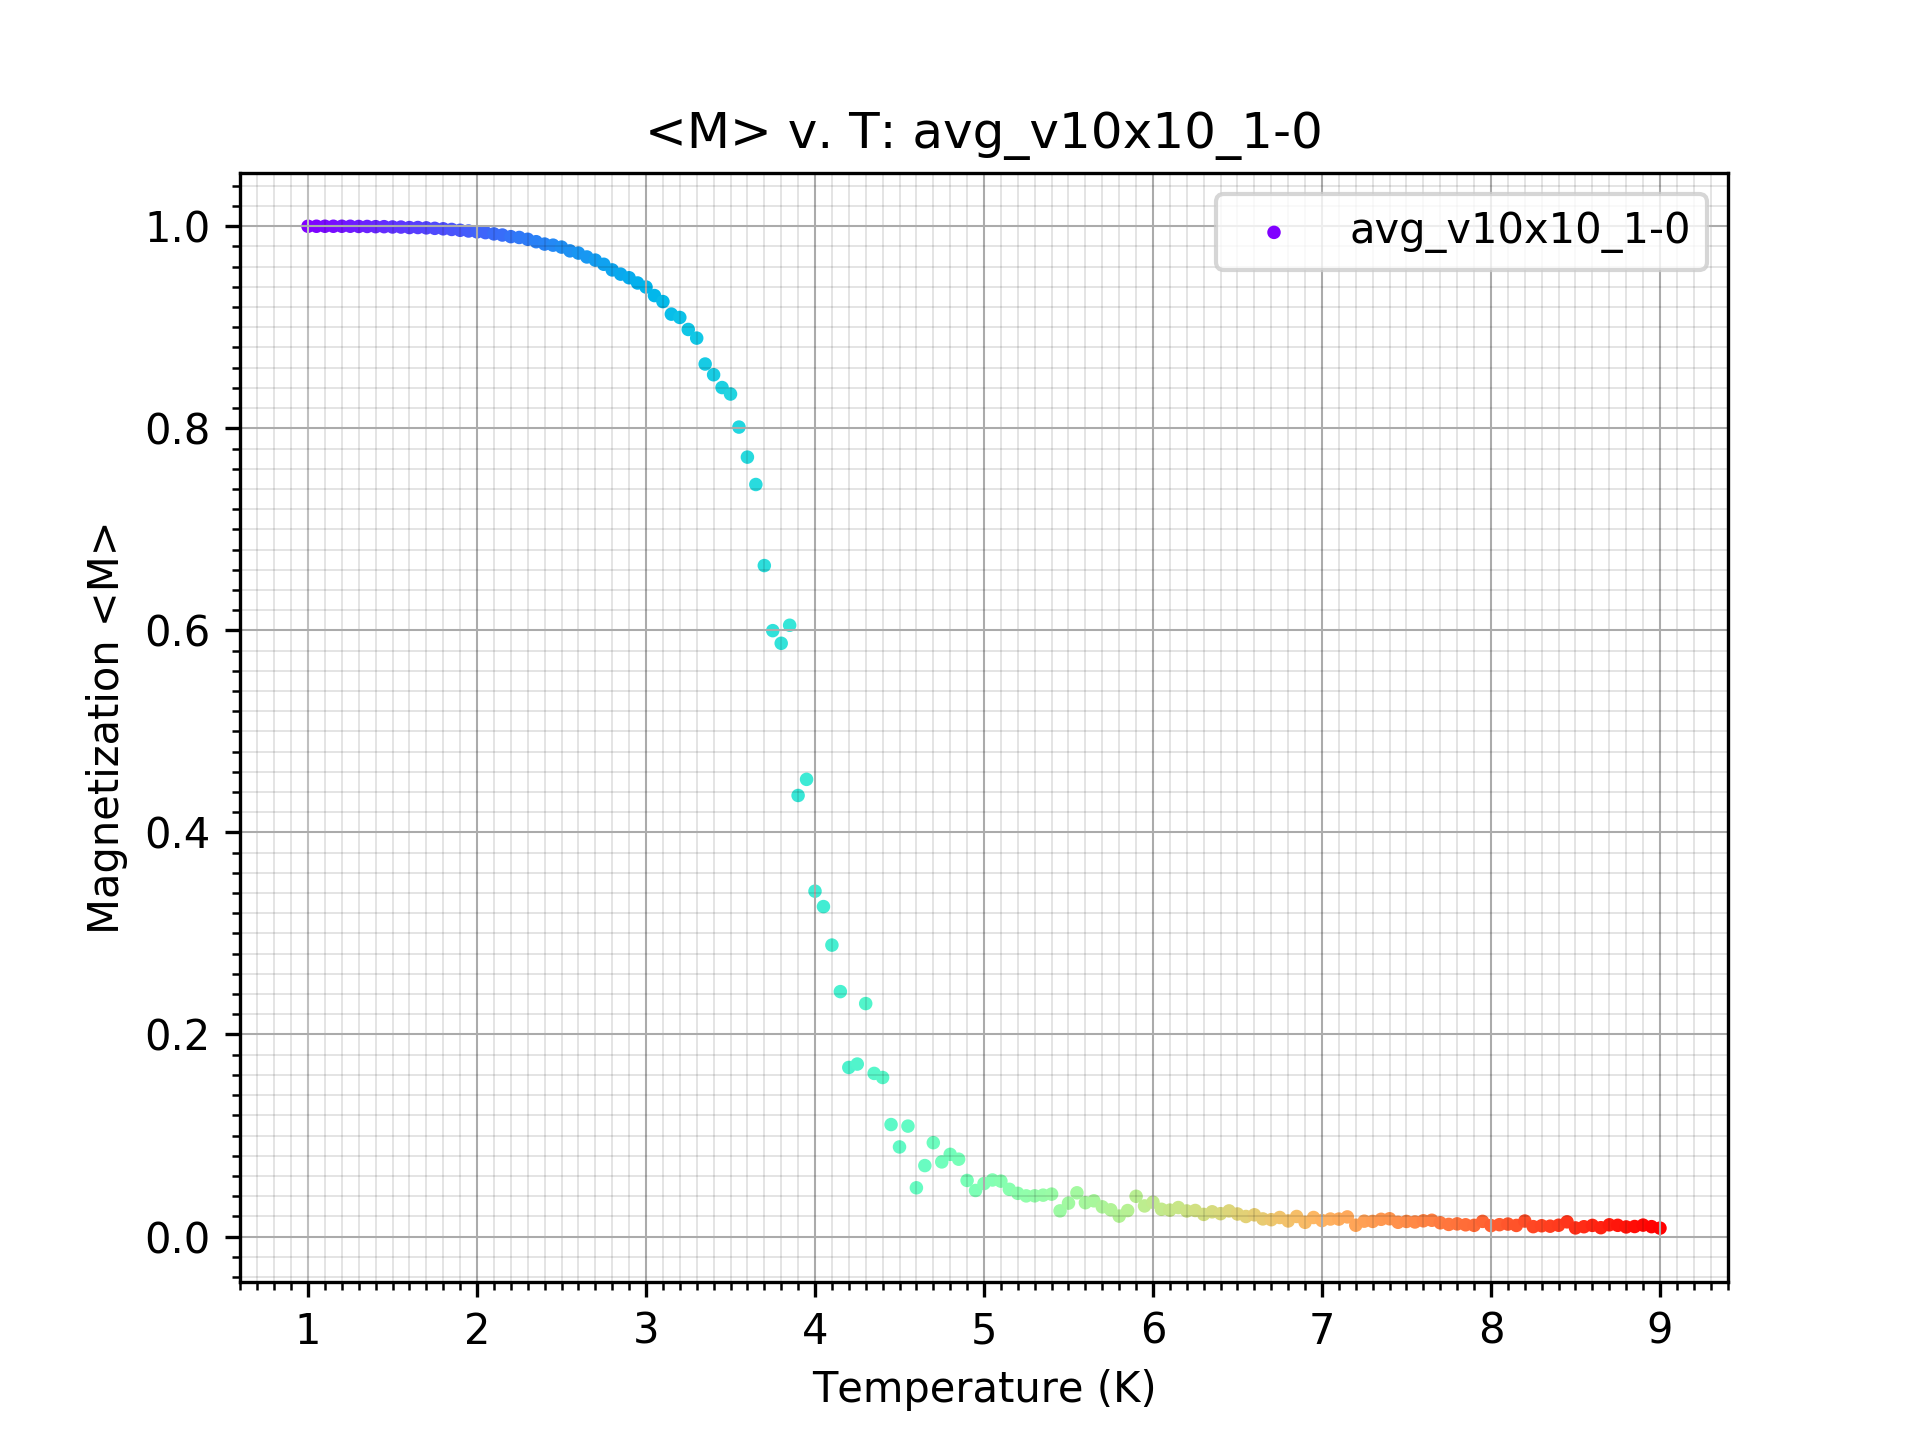 <M> v. T: avg_v10x10_1-0
avg_v10x10_1-0
Magnetization <M>
1.0
0.8
0.6
0.4
0.2
0.0
1 2 3 4 5 6 7 8 9
Temperature (K)